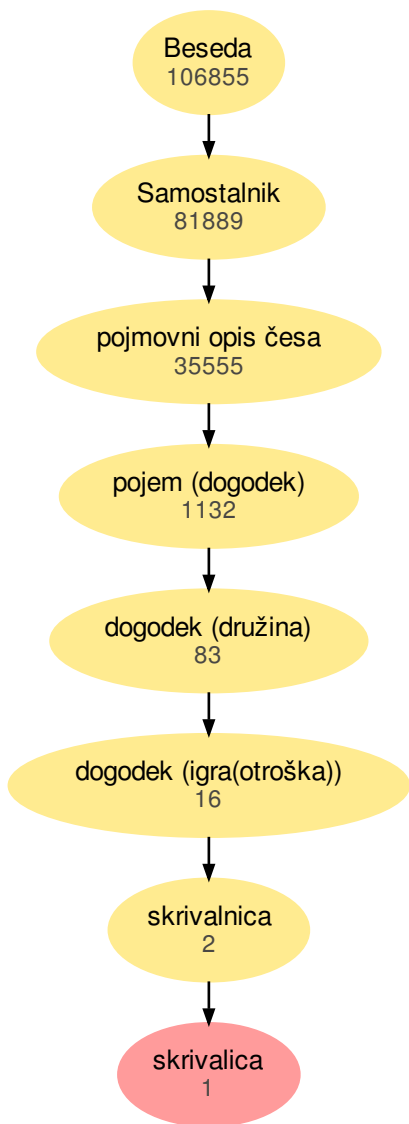 Beseda
106855
Samostalnik
81889
pojmovni opis česa
35555
pojem (dogodek)
1132
dogodek (družina)
83
dogodek (igra(otroška))
16
skrivalnica
2
skrivalica
1